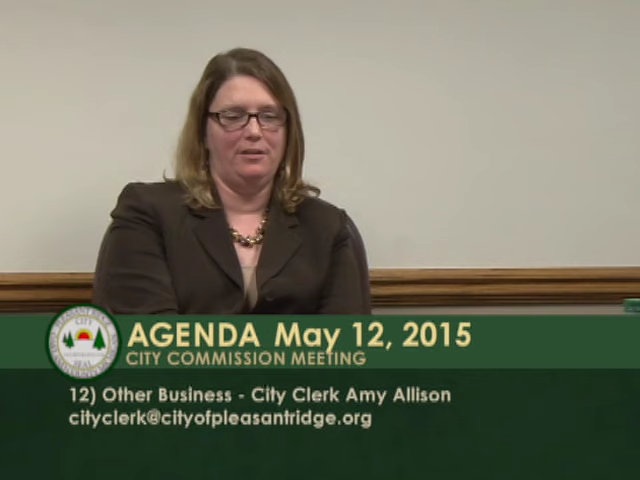 AGENDA May 12, 2015
CITY COMMISSION MEETING
12) Other Business - City Clerk Amy Allison
cityclerk@cityofpleasantridge.org